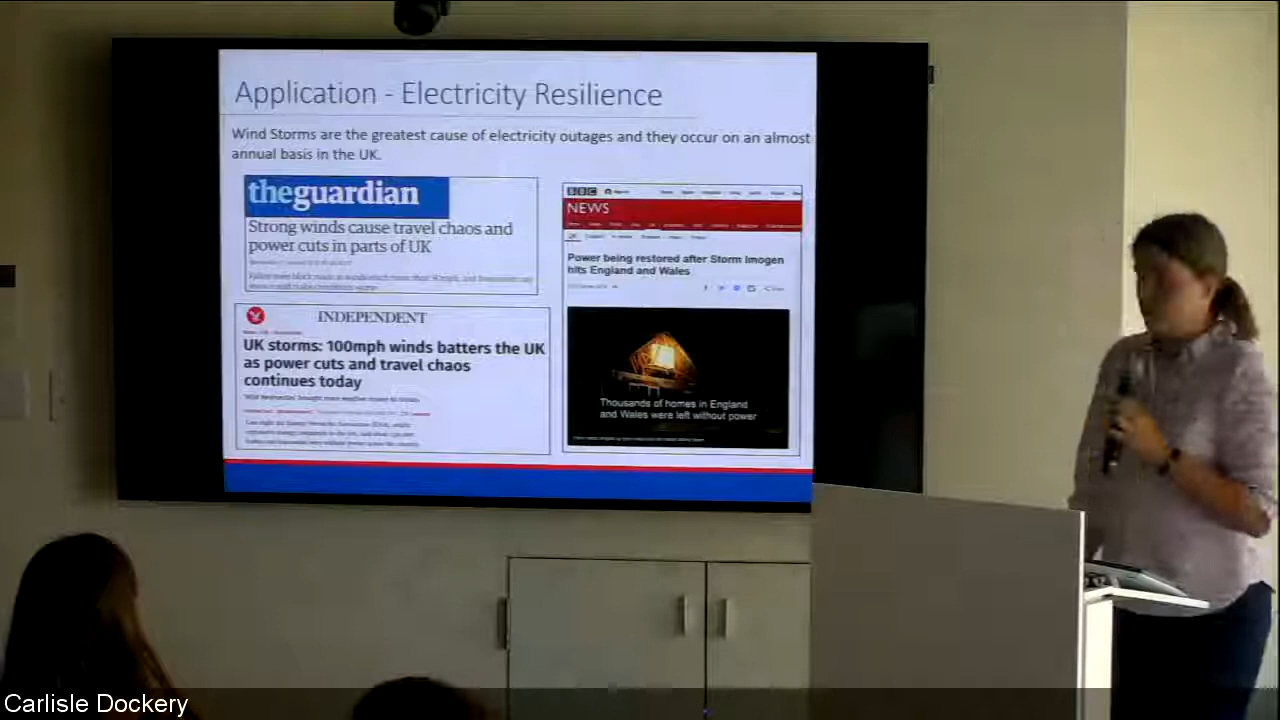 Application - Electricity Resilience
Wind Storms are the greatest cause of electricity outages and they occur on an almost
annual basis in the UK.
theguardian
Strong winds cause travel chaos and
power cuts in parts of UK
INDEPENDENT
UK storms: 100mph winds batters the UK
as power cuts and travel chaos
continues today
BBC
NEWS
Power being restored after Storm Imogen
hits England and Wales
Thousands of homes in England
and Wales were left without power
Carlisle Dockery